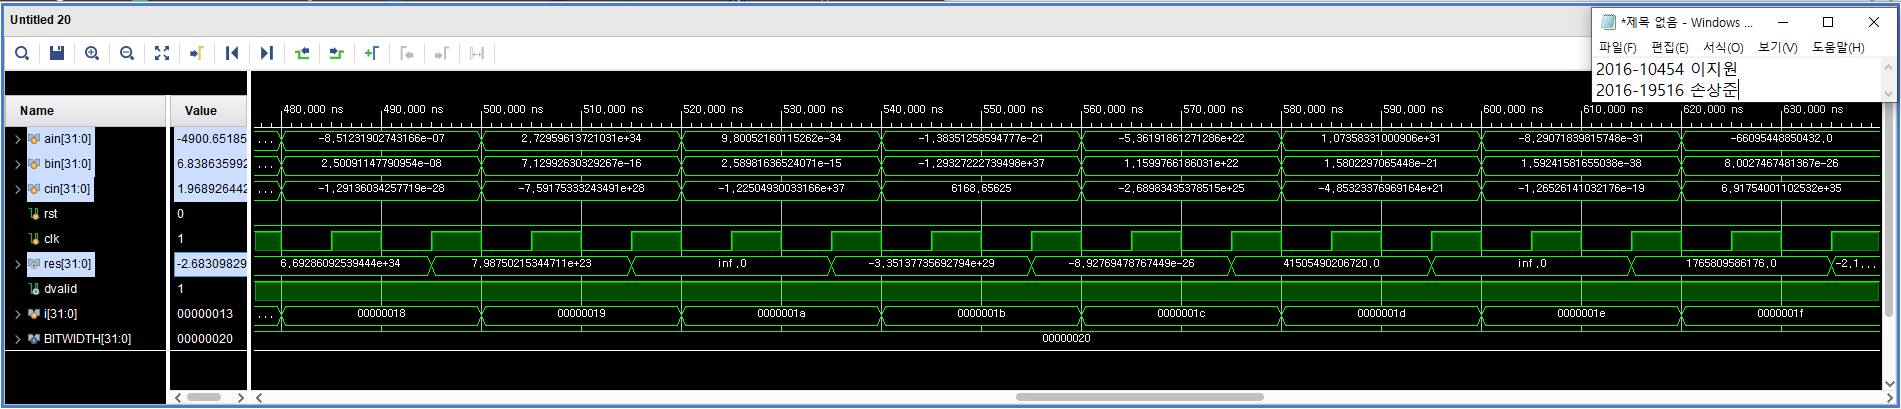 Untitled 20
*제목 없음 - Windows ...
파일(F) 편집(E) 서식(O) 보기(V) 도움말(H)
2016-10454 이지원
2016-19516 손상준
Name Value
480,000 ns 490,000 ns 500,000 ns 510,000 ns 520,000 ns 530,000 ns 540,000 ns 550,000 ns 560,000 ns 570,000 ns 580,000 ns 590,000 ns 600,000 ns 610,000 ns 620,000 ns 630,000 ns
ain[31:0] -4900.65185 ... -8,51231902743166e-07 2,72959613721031e+34 9,80052160115262e-34 -1,38351258594777e-21 -5,36191861271286e+22 1,07358331000906e+31 -8,29071839815748e-31 -66095448850432,0
bin[31:0] 6.838635992 ... 2,50091147790954e-08 7,12992630329267e-16 2,58981636524071e-15 -1,29327222739498e+37 1,1599766186031e+22 1,5802297065448e-21 1,59241581655038e-38 8,0027467481367e-26
cin[31:0] 1.968926442 ... -1,29136034257719e-28 -7,59175333243491e+28 -1,22504930033166e+37 6168,65625 -2,68983435378515e+25 -4,85323376969164e+21 -1,26526141032176e-19 6,91754001102532e+35
rst 0
clk 1
res[31:0] -2.68309829 6,69286092539444e+34 7,98750215344711e+23 inf,0 -3,35137735692794e+29 -8,92769478767449e-26 41505490206720,0 inf,0 1765809586176,0 -2,1...
dvalid 1
i[31:0] 00000013 ... 00000018 00000019 0000001a 0000001b 0000001c 0000001d 0000001e 0000001f
BITWIDTH[31:0] 00000020 00000020